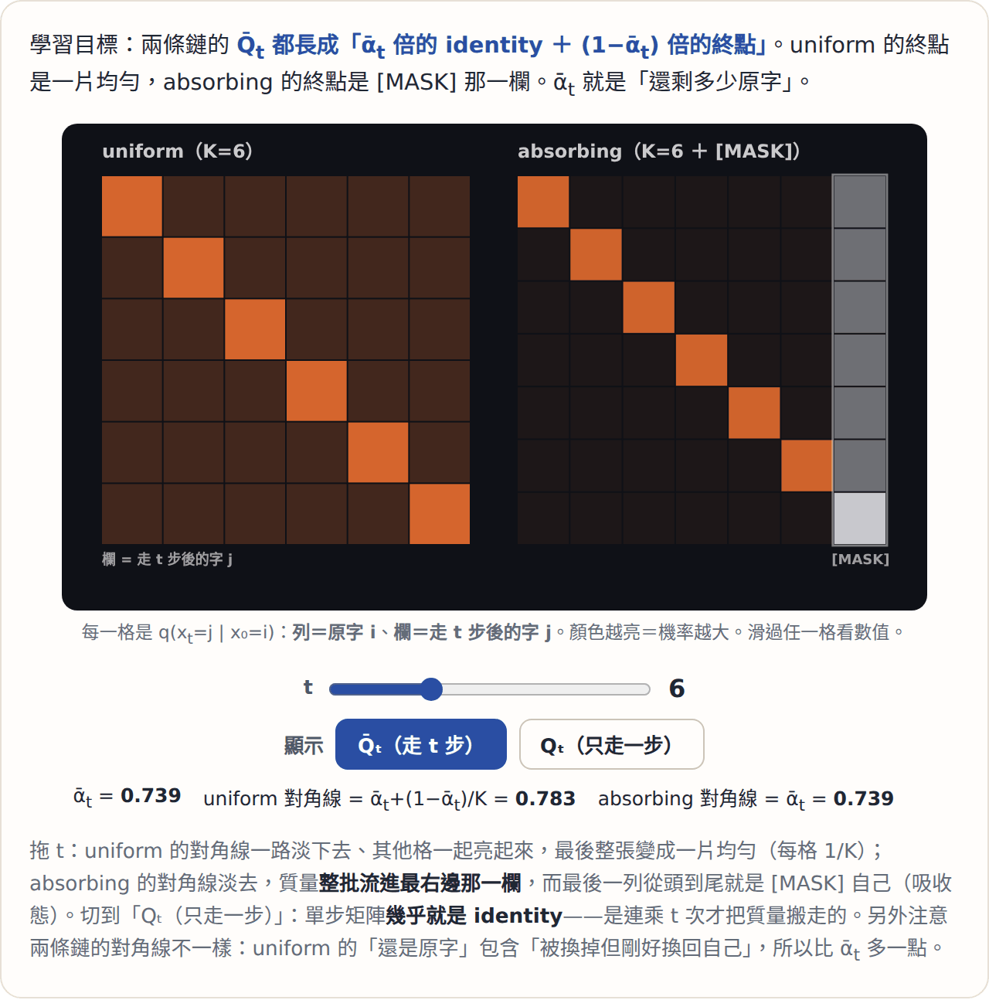 學習目標：兩條鏈的 Q̄t 都長成「ᾱt 倍的 identity ＋ (1−ᾱt) 倍的終點」。uniform 的終點
是一片均勻，absorbing 的終點是 [MASK] 那一欄。ᾱt 就是「還剩多少原字」。
uniform（K=6）
absorbing（K=6 ＋ [MASK]）
欄 = 走 t 步後的字 j
[MASK]
每一格是 q(xt=j | x₀=i)：列＝原字 i、欄＝走 t 步後的字 j。顏色越亮＝機率越大。滑過任一格看數值。
t 6
顯示 Q̄ₜ（走 t 步） Qₜ（只走一步）
ᾱt = 0.739 uniform 對角線 = ᾱt+(1−ᾱt)/K = 0.783 absorbing 對角線 = ᾱt = 0.739
拖 t：uniform 的對角線一路淡下去、其他格一起亮起來，最後整張變成一片均勻（每格 1/K）；
absorbing 的對角線淡去，質量整批流進最右邊那一欄，而最後一列從頭到尾就是 [MASK] 自己（吸收
態）。切到「Qₜ（只走一步）」：單步矩陣幾乎就是 identity——是連乘 t 次才把質量搬走的。另外注意
兩條鏈的對角線不一樣：uniform 的「還是原字」包含「被換掉但剛好換回自己」，所以比 ᾱt 多一點。